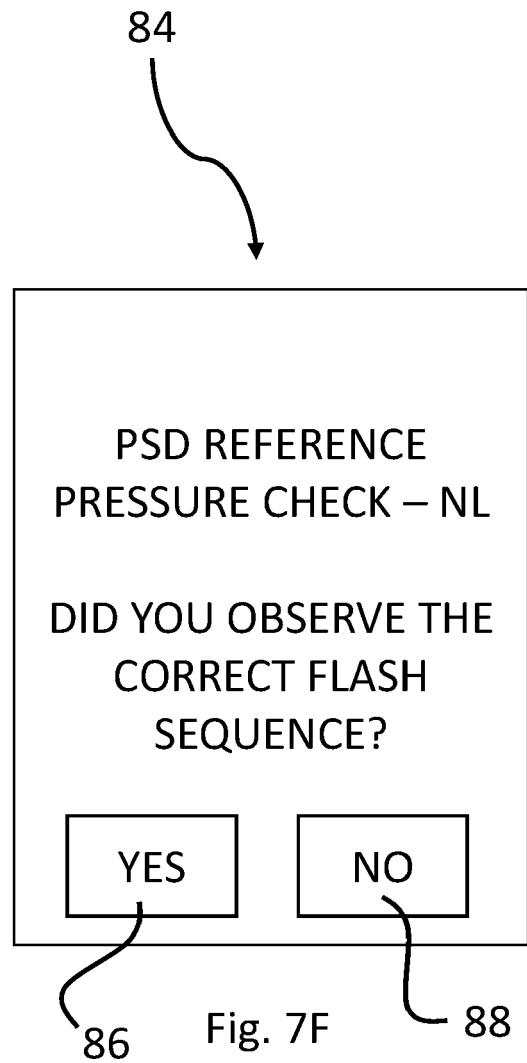 84
PSD REFERENCE
PRESSURE CHECK – NL
DID YOU OBSERVE THE
CORRECT FLASH
SEQUENCE?
YES NO
86 Fig. 7F 88